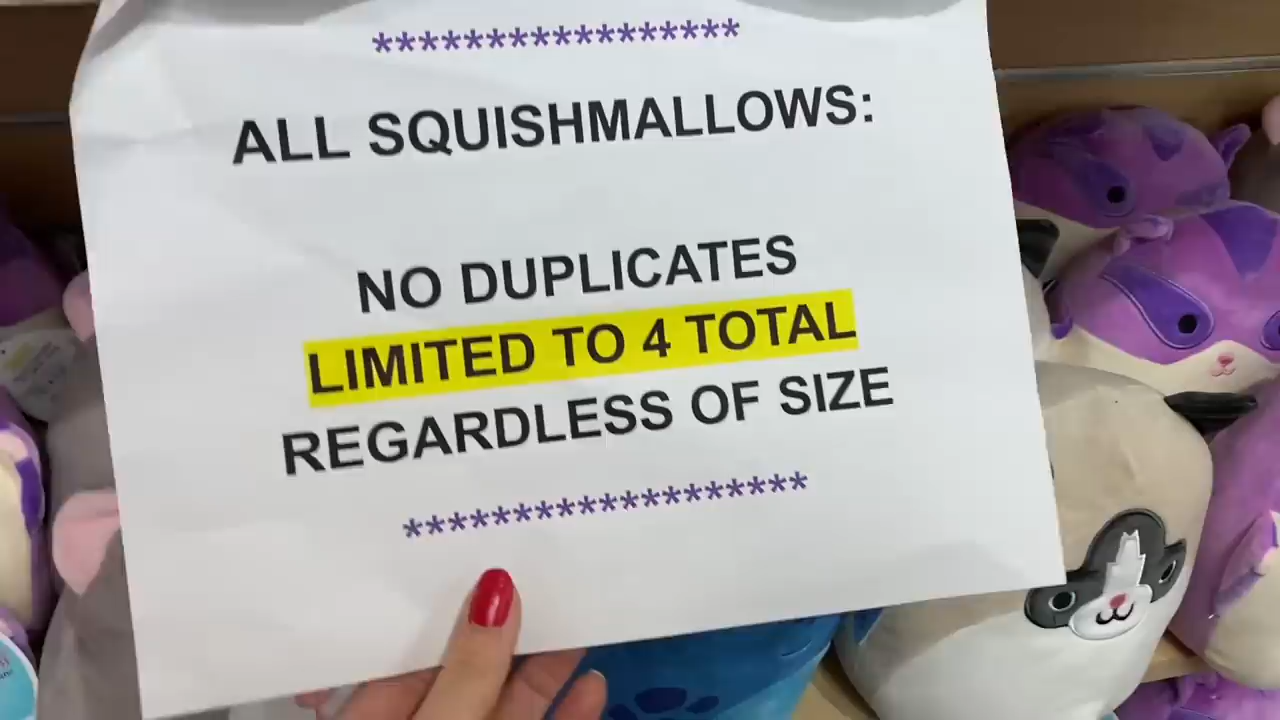 ****************
ALL SQUISHMALLOWS:
NO DUPLICATES
LIMITED TO 4 TOTAL
REGARDLESS OF SIZE
******************